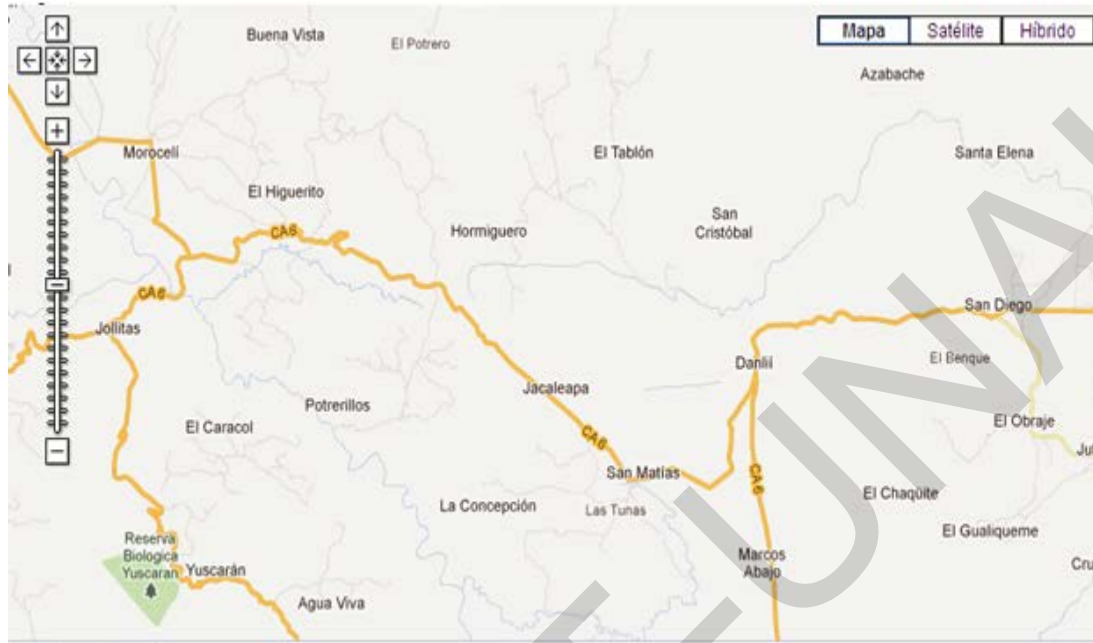 Buena Vista
El Potrero
Mapa
Satélite
Híbrido
Azabache
Morocelí
El Tablón
Santa Elena
El Higuerito
San
Cristóbal
CA6
Hormiguero
CA6
Jollitas
San Diego
El Benque
Danlií
Jacaleapa
Potrerillos
El Caracol
El Obraje
CA6
San Matías
CA6
La Concepción
Las Tunas
El Chaqüite
El Gualiqueme
Reserva
Biologica
Yuscaran
Yuscarán
Marcos
Abajo
Agua Viva